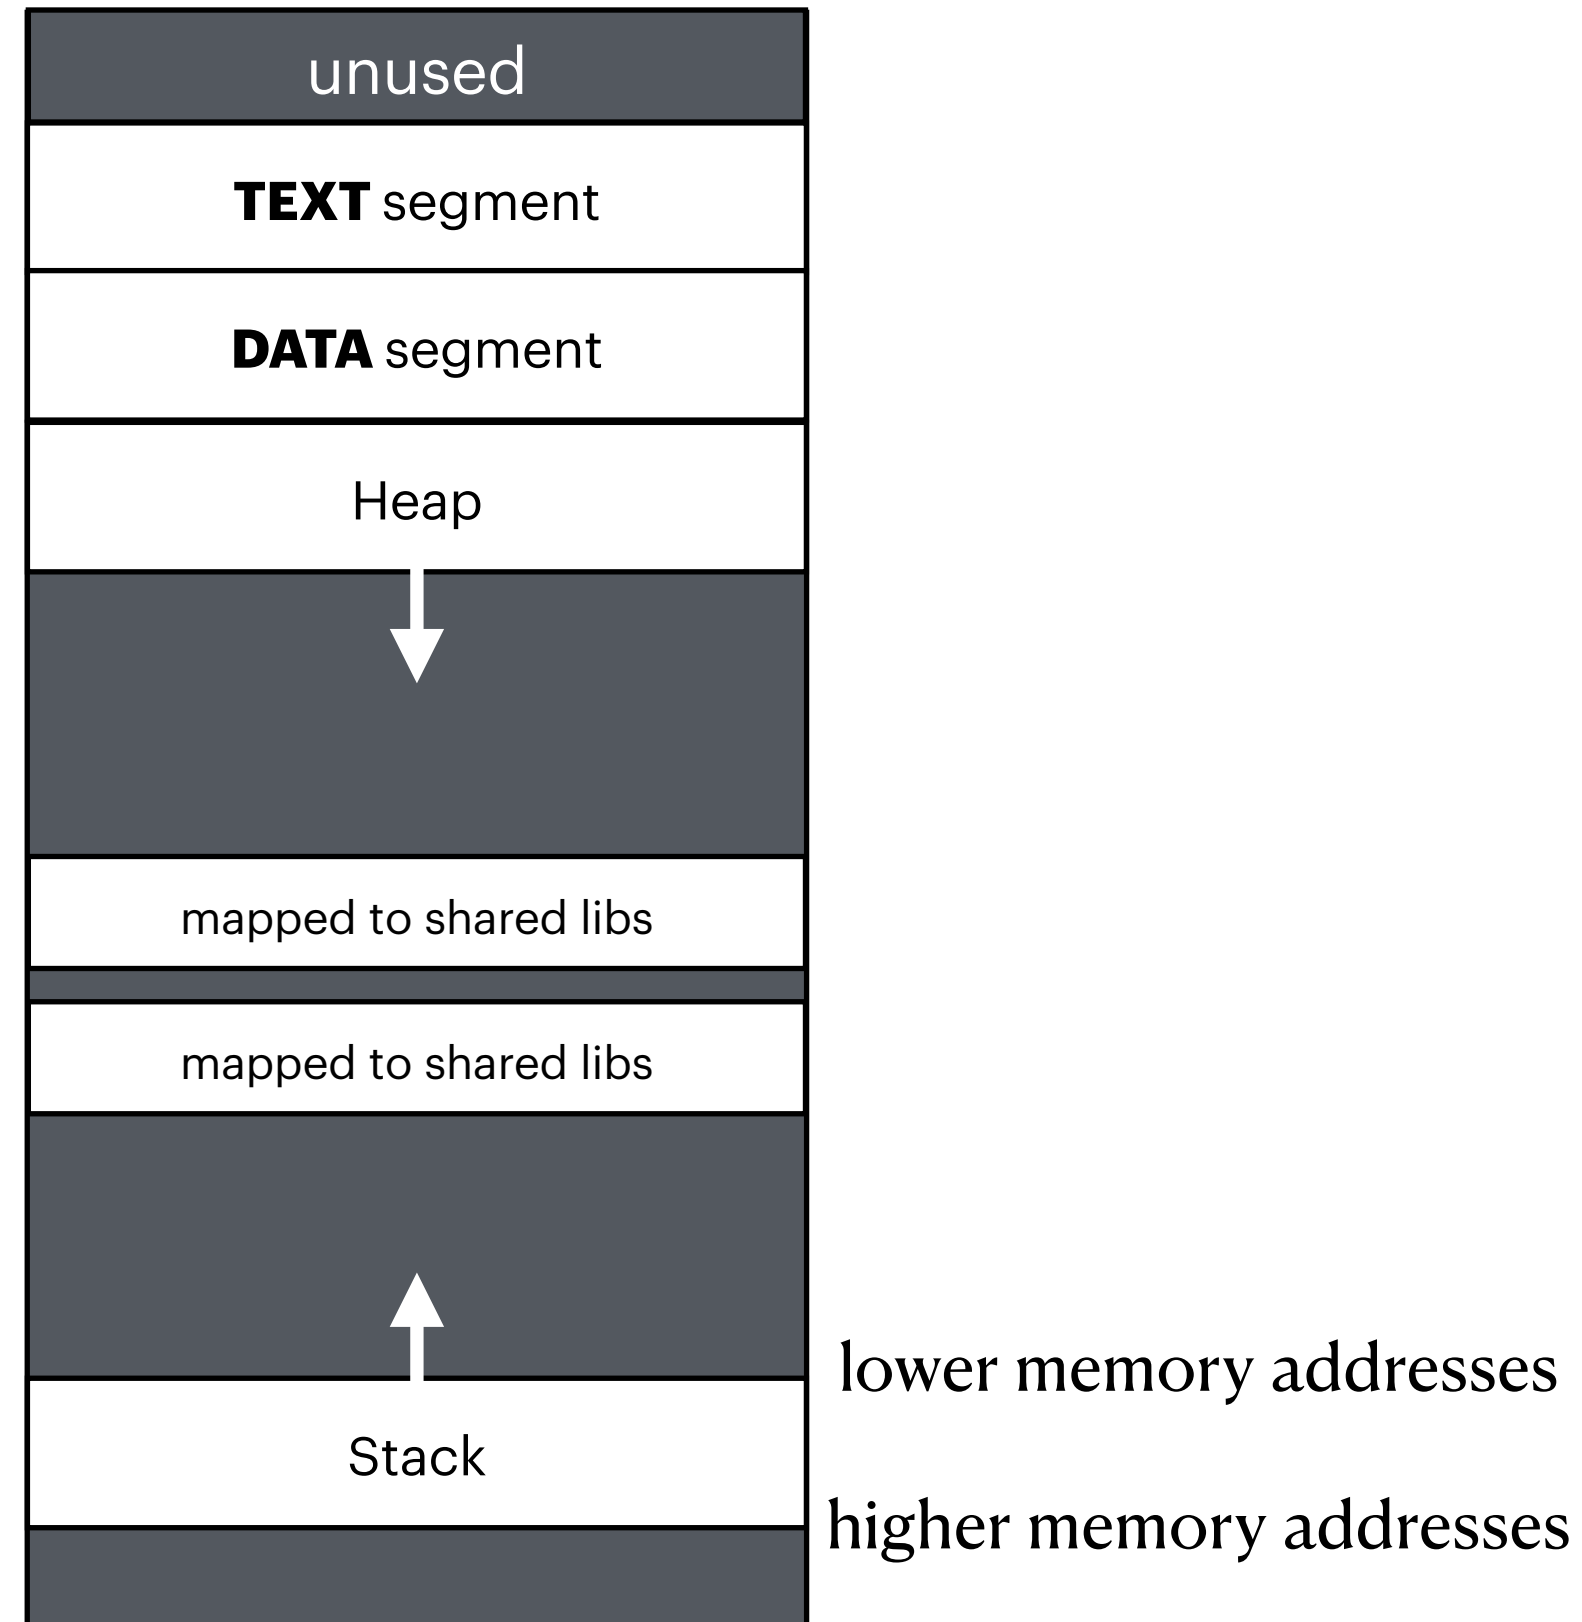 unused
TEXT segment
DATA segment
Heap
mapped to shared libs
mapped to shared libs
lower memory addresses
Stack
higher memory addresses